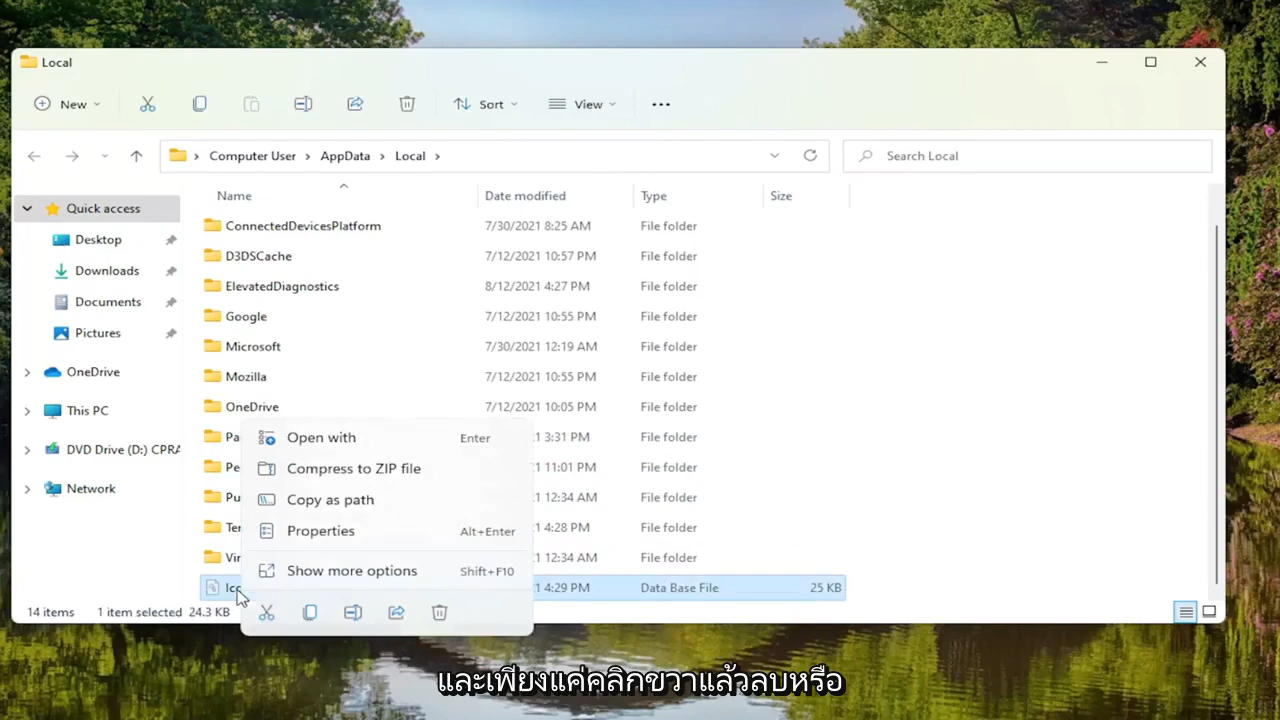 Local
New
Sort
View
Computer User
AppData
Local
Search Local
Name
Date modified
Type
Size
Quick access
Desktop
Downloads
Documents
Pictures
OneDrive
This PC
DVD Drive (D:) CPRA
Network
ConnectedDevicesPlatform 7/30/2021 8:25 AM File folder
D3DSCache 7/12/2021 10:57 PM File folder
ElevatedDiagnostics 8/12/2021 4:27 PM File folder
Google 7/12/2021 10:55 PM File folder
Microsoft 7/30/2021 12:19 AM File folder
Mozilla 7/12/2021 10:55 PM File folder
OneDrive 7/12/2021 10:05 PM File folder
3:31 PM File folder
11:01 PM File folder
12:34 AM File folder
4:28 PM File folder
12:34 AM File folder
4:29 PM Data Base File 25 KB
Open with Enter
Compress to ZIP file
Copy as path
Properties Alt+Enter
Show more options Shift+F10
14 items 1 item selected 24.3 KB
และเพียงแค่คลิกขวาแล้วลบหรือ